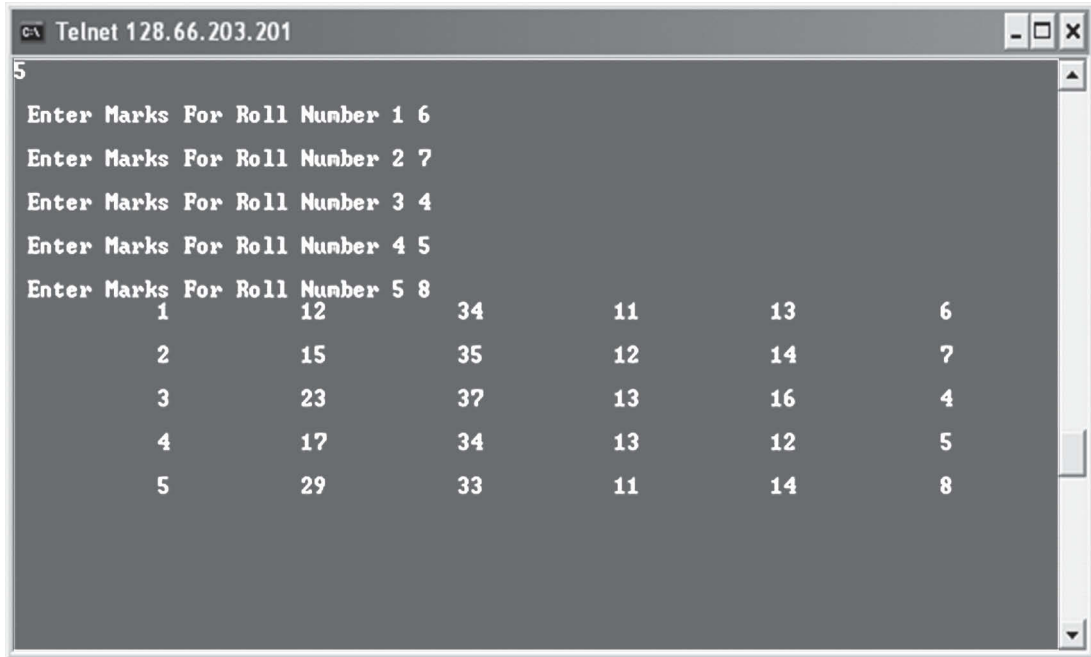 Telnet 128.66.203.201
5
Enter Marks For Roll Number 1 6
Enter Marks For Roll Number 2 7
Enter Marks For Roll Number 3 4
Enter Marks For Roll Number 4 5
Enter Marks For Roll Number 5 8
1 12 34 11 13 6
2 15 35 12 14 7
3 23 37 13 16 4
4 17 34 13 12 5
5 29 33 11 14 8